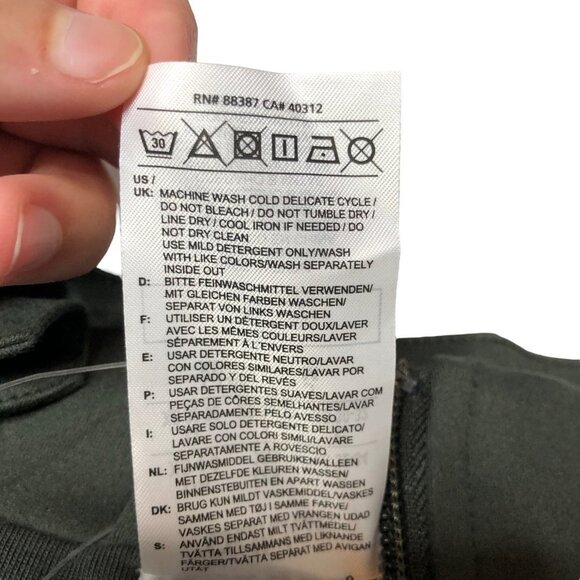 RN# 88387 CA# 40312
30
US /
UK: MACHINE WASH COLD DELICATE CYCLE /
DO NOT BLEACH / DO NOT TUMBLE DRY /
LINE DRY / COOL IRON IF NEEDED / DO
NOT DRY CLEAN
USE MILD DETERGENT ONLY/WASH
WITH LIKE COLORS/WASH SEPARATELY
INSIDE OUT
D: BITTE FEINWASCHMITTEL VERWENDEN/
MIT GLEICHEN FARBEN WASCHEN/
SEPARAT VON LINKS WASCHEN
F: UTILISER UN DÉTERGENT DOUX/LAVER
AVEC LES MÊMES COULEURS/LAVER
SÉPAREMENT À L'ENVERS
E: USAR DETERGENTE NEUTRO/LAVAR
CON COLORES SIMILARES/LAVAR POR
SEPARADO Y DEL REVÉS
P: USAR DETERGENTES SUAVES/LAVAR COM
PEÇAS DE CÔRES SEMELHANTES/LAVAR
SEPARADAMENTE PELO AVESSO
I: USARE SOLO DETERGENTE DELICATO/
LAVARE CON COLORI SIMILI/LAVARE
SEPARATAMENTE A ROVESCIO
NL: FIJNWASMIDDEL GEBRUIKEN/ALLEEN
MET DEZELFDE KLEUREN WASSEN/
BINNENSTEBUITEN EN APART WASSEN
DK: BRUG KUN MILDT VASKEMIDDEL/VASKES
SAMMEN MED TØJ I SAMME FARVE/
VASKES SEPARAT MED VRANGEN UDAD
S: ANVÄND ENDAST MILT TVÄTTMEDEL/
TVÄTTA TILLSAMMANS MED LIKNANDE
FÄRGER/TVÄTTA SEPARAT MED AVIGAN
UTÅT